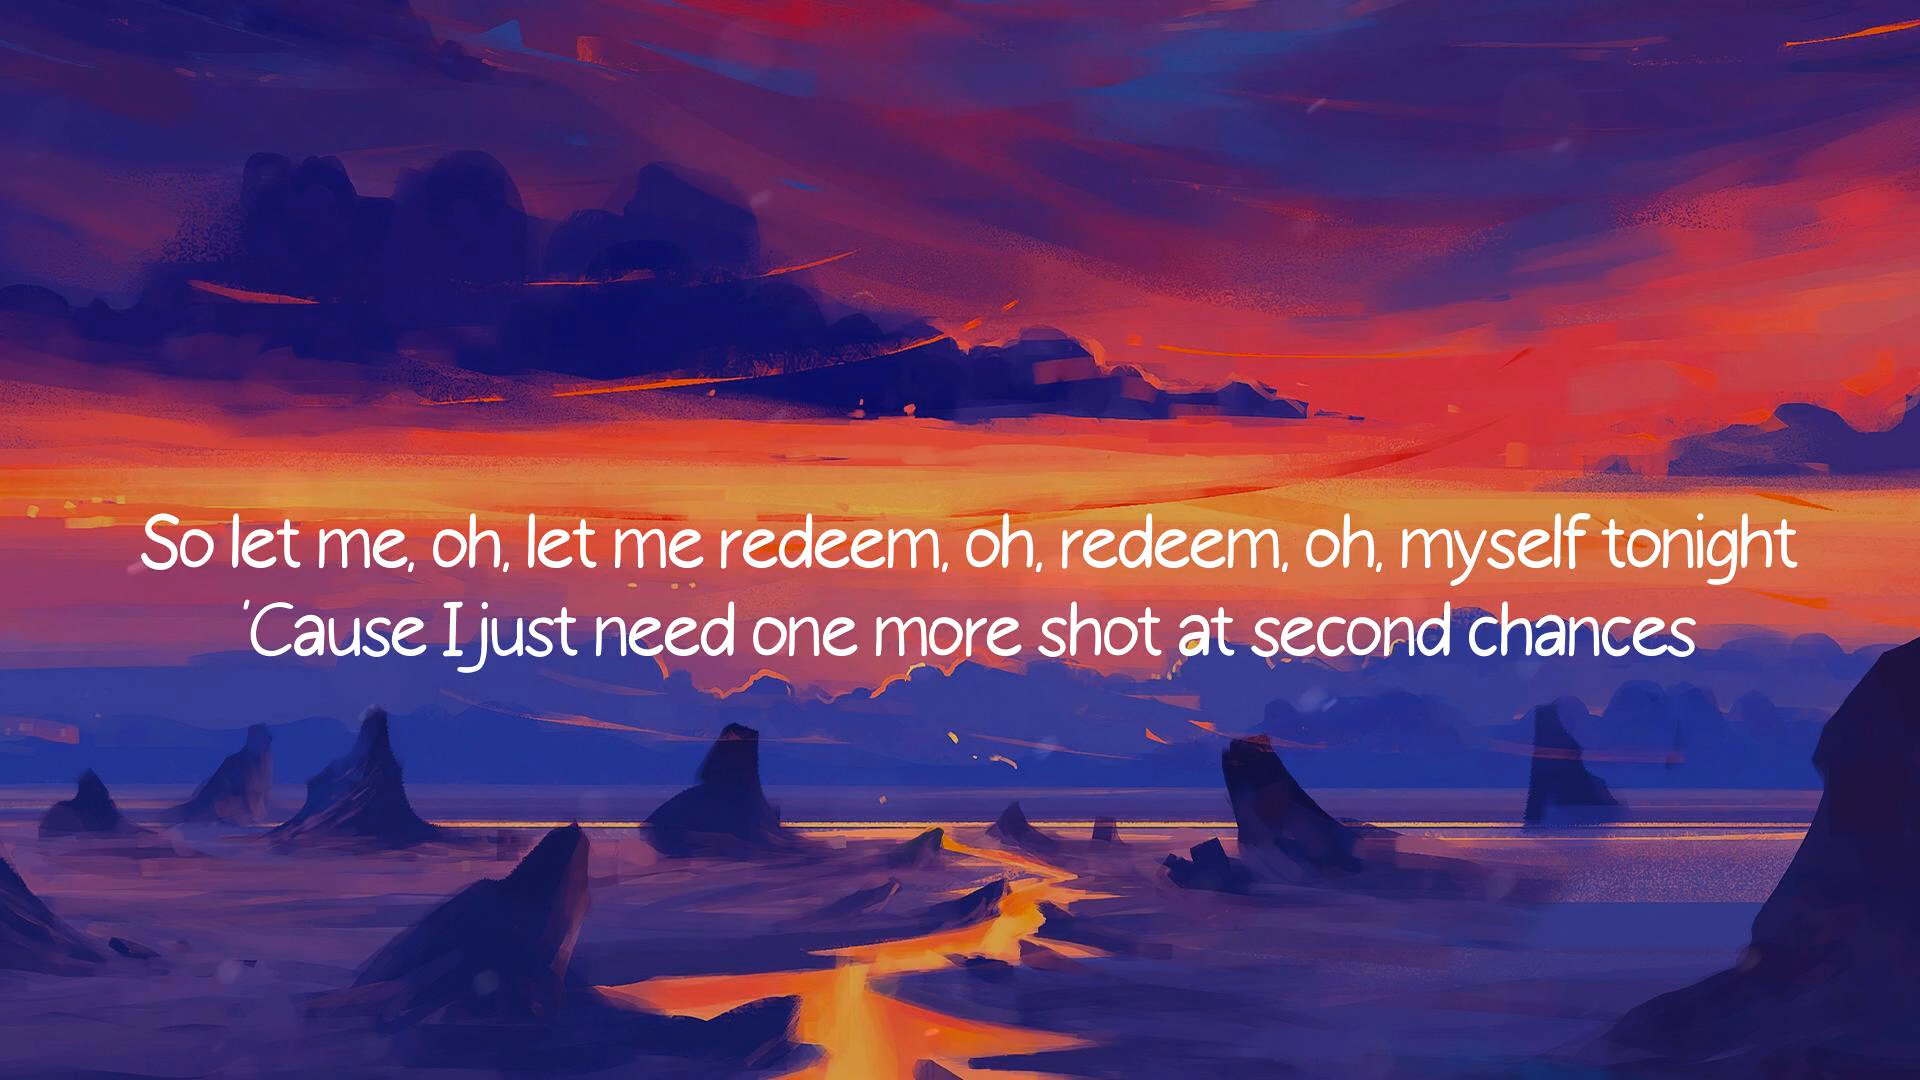 So let me, oh, let me redeem, oh, redeem, oh, myself tonight
'Cause I just need one more shot at second chances